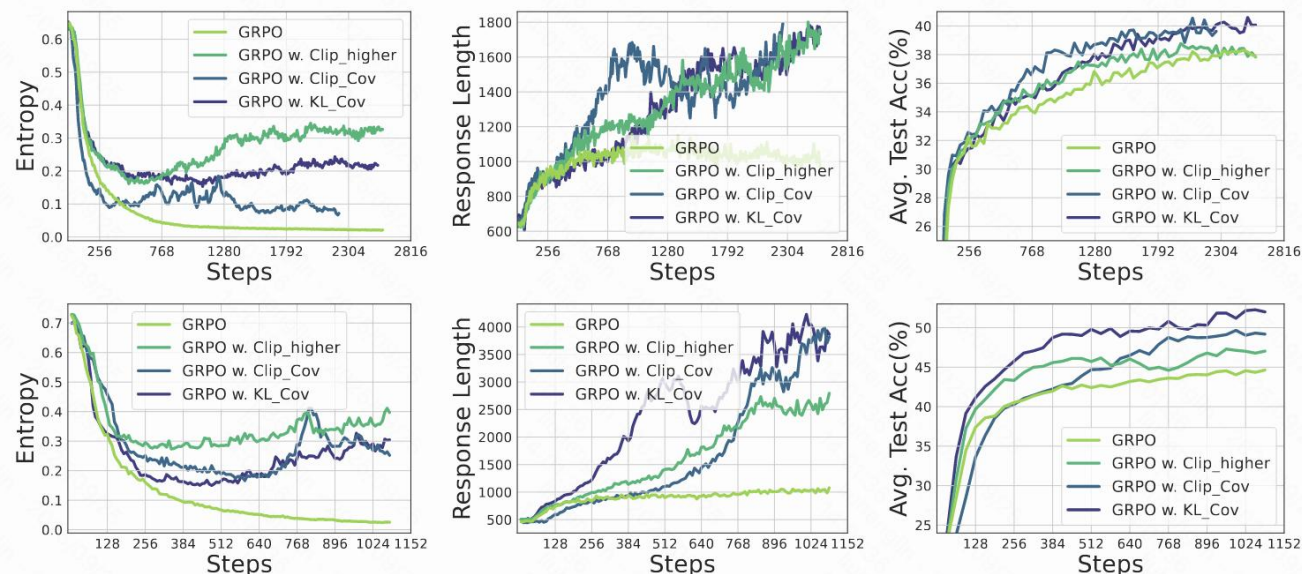 Entropy
0.6
0.5
0.4
0.3
0.2
0.1
0.0
GRPO
GRPO w. Clip_higher
GRPO w. Clip_Cov
GRPO w. KL_Cov
256 768 1280 1792 2304 2816
Steps
Response Length
1800
1600
1400
1200
1000
800
600
GRPO
GRPO w. Clip_higher
GRPO w. Clip_Cov
GRPO w. KL_Cov
256 768 1280 1792 2304 2816
Steps
Avg. Test Acc(%)
40
38
36
34
32
30
28
26
GRPO
GRPO w. Clip_higher
GRPO w. Clip_Cov
GRPO w. KL_Cov
256 768 1280 1792 2304 2816
Steps
Entropy
0.7
0.6
0.5
0.4
0.3
0.2
0.1
0.0
GRPO
GRPO w. Clip_higher
GRPO w. Clip_Cov
GRPO w. KL_Cov
128 256 384 512 640 768 896 1024 1152
Steps
Response Length
4000
3500
3000
2500
2000
1500
1000
500
GRPO
GRPO w. Clip_higher
GRPO w. Clip_Cov
GRPO w. KL_Cov
128 256 384 512 640 768 896 1024 1152
Steps
Avg. Test Acc(%)
50
45
40
35
30
25
GRPO
GRPO w. Clip_higher
GRPO w. Clip_Cov
GRPO w. KL_Cov
128 256 384 512 640 768 896 1024 1152
Steps